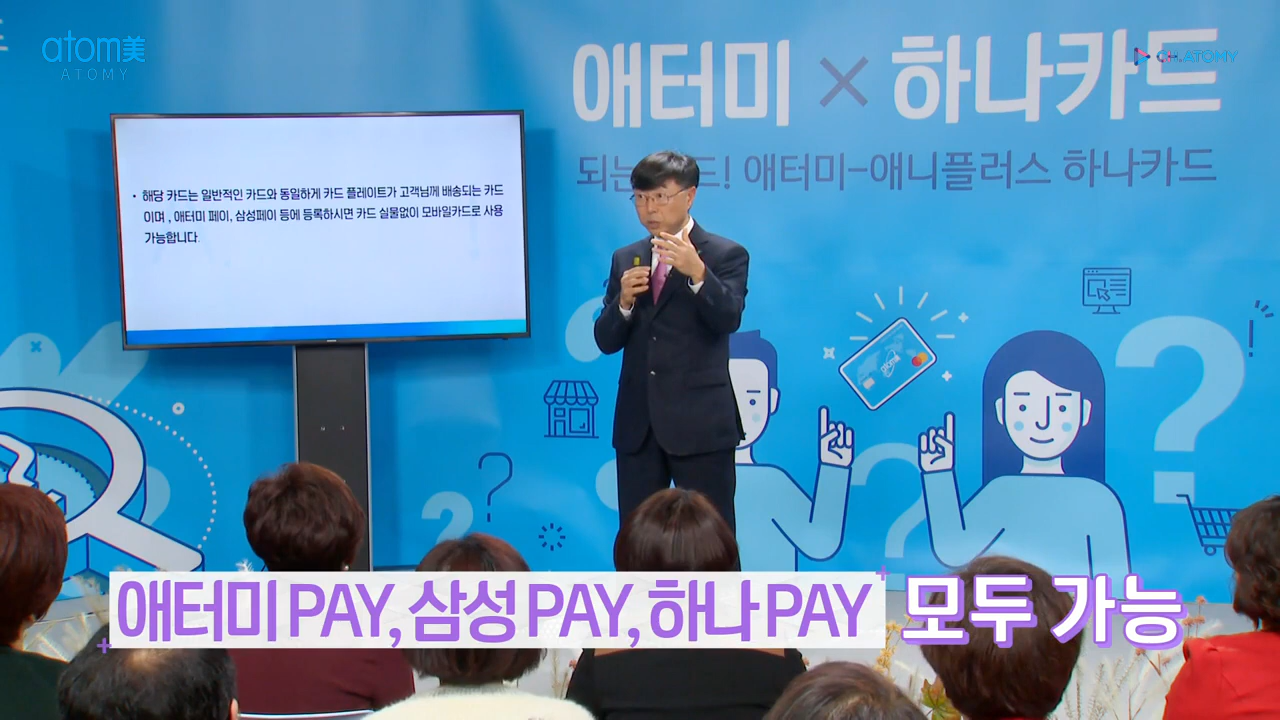 atom美
ATOMY
CH.ATOMY
애터미 × 하나카드
되는 카드! 애터미-애니플러스 하나카드
• 해당 카드는 일반적인 카드와 동일하게 카드 플레이트가 고객님께 배송되는 카드
이며 , 애터미 페이, 삼성페이 등에 등록하시면 카드 실물없이 모바일카드로 사용
가능합니다.
애터미 PAY, 삼성 PAY, 하나 PAY 모두 가능